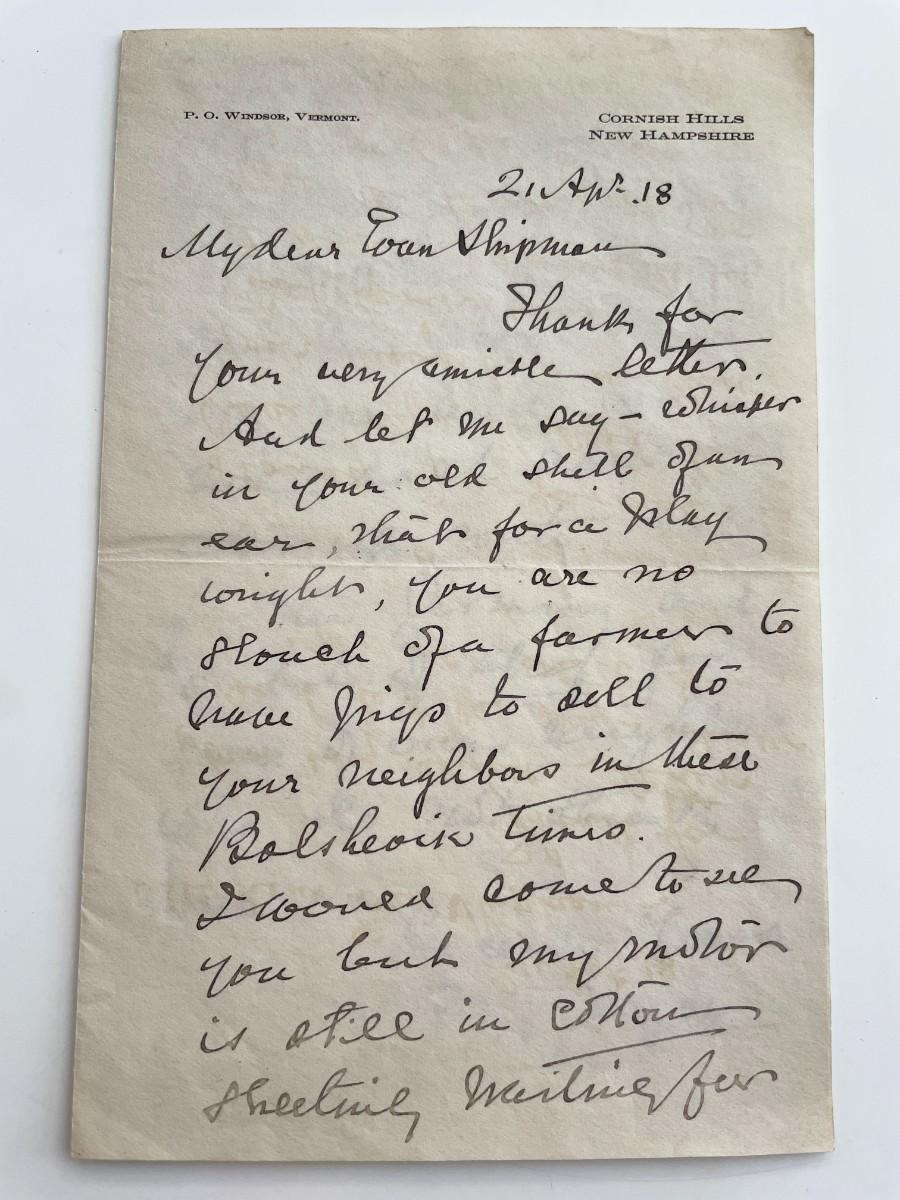 P. O. Windsor, Vermont.
Cornish Hills
New Hampshire
21 Apr. 18
My dear Evan Shipman
Thanks for
your very amiable letter.
And let me say – whisper
in your old shell of an
ear, that for a play
wright, you are no
slouch of a farmer to
have pigs to sell to
your neighbors in these
Bolshevik Times.
I would come to see
you but my motor
is still in cotton
sheeting waiting for